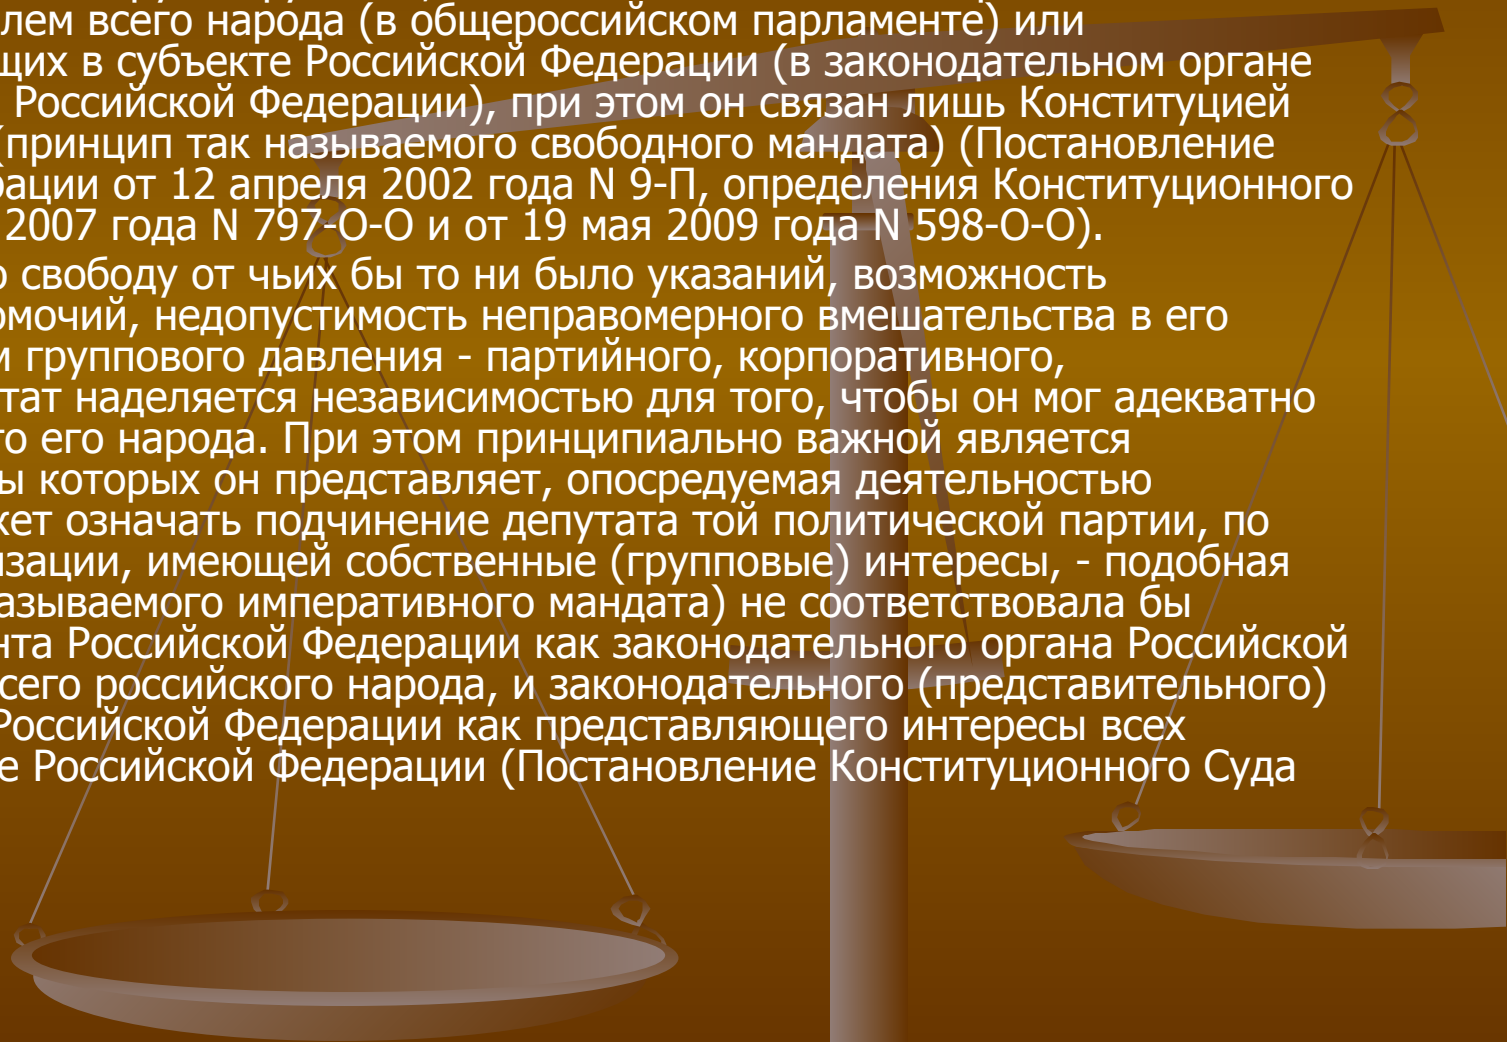 лем всего народа (в общероссийском парламенте) или
щих в субъекте Российской Федерации (в законодательном органе
Российской Федерации), при этом он связан лишь Конституцией
(принцип так называемого свободного мандата) (Постановление
рации от 12 апреля 2002 года N 9-П, определения Конституционного
2007 года N 797-О-О и от 19 мая 2009 года N 598-О-О).
о свободу от чьих бы то ни было указаний, возможность
омочий, недопустимость неправомерного вмешательства в его
м группового давления - партийного, корпоративного,
тат наделяется независимостью для того, чтобы он мог адекватно
го его народа. При этом принципиально важной является
ы которых он представляет, опосредуемая деятельностью
жет означать подчинение депутата той политической партии, по
изации, имеющей собственные (групповые) интересы, - подобная
азываемого императивного мандата) не соответствовала бы
нта Российской Федерации как законодательного органа Российской
сего российского народа, и законодательного (представительного)
Российской Федерации как представляющего интересы всех
е Российской Федерации (Постановление Конституционного Суда